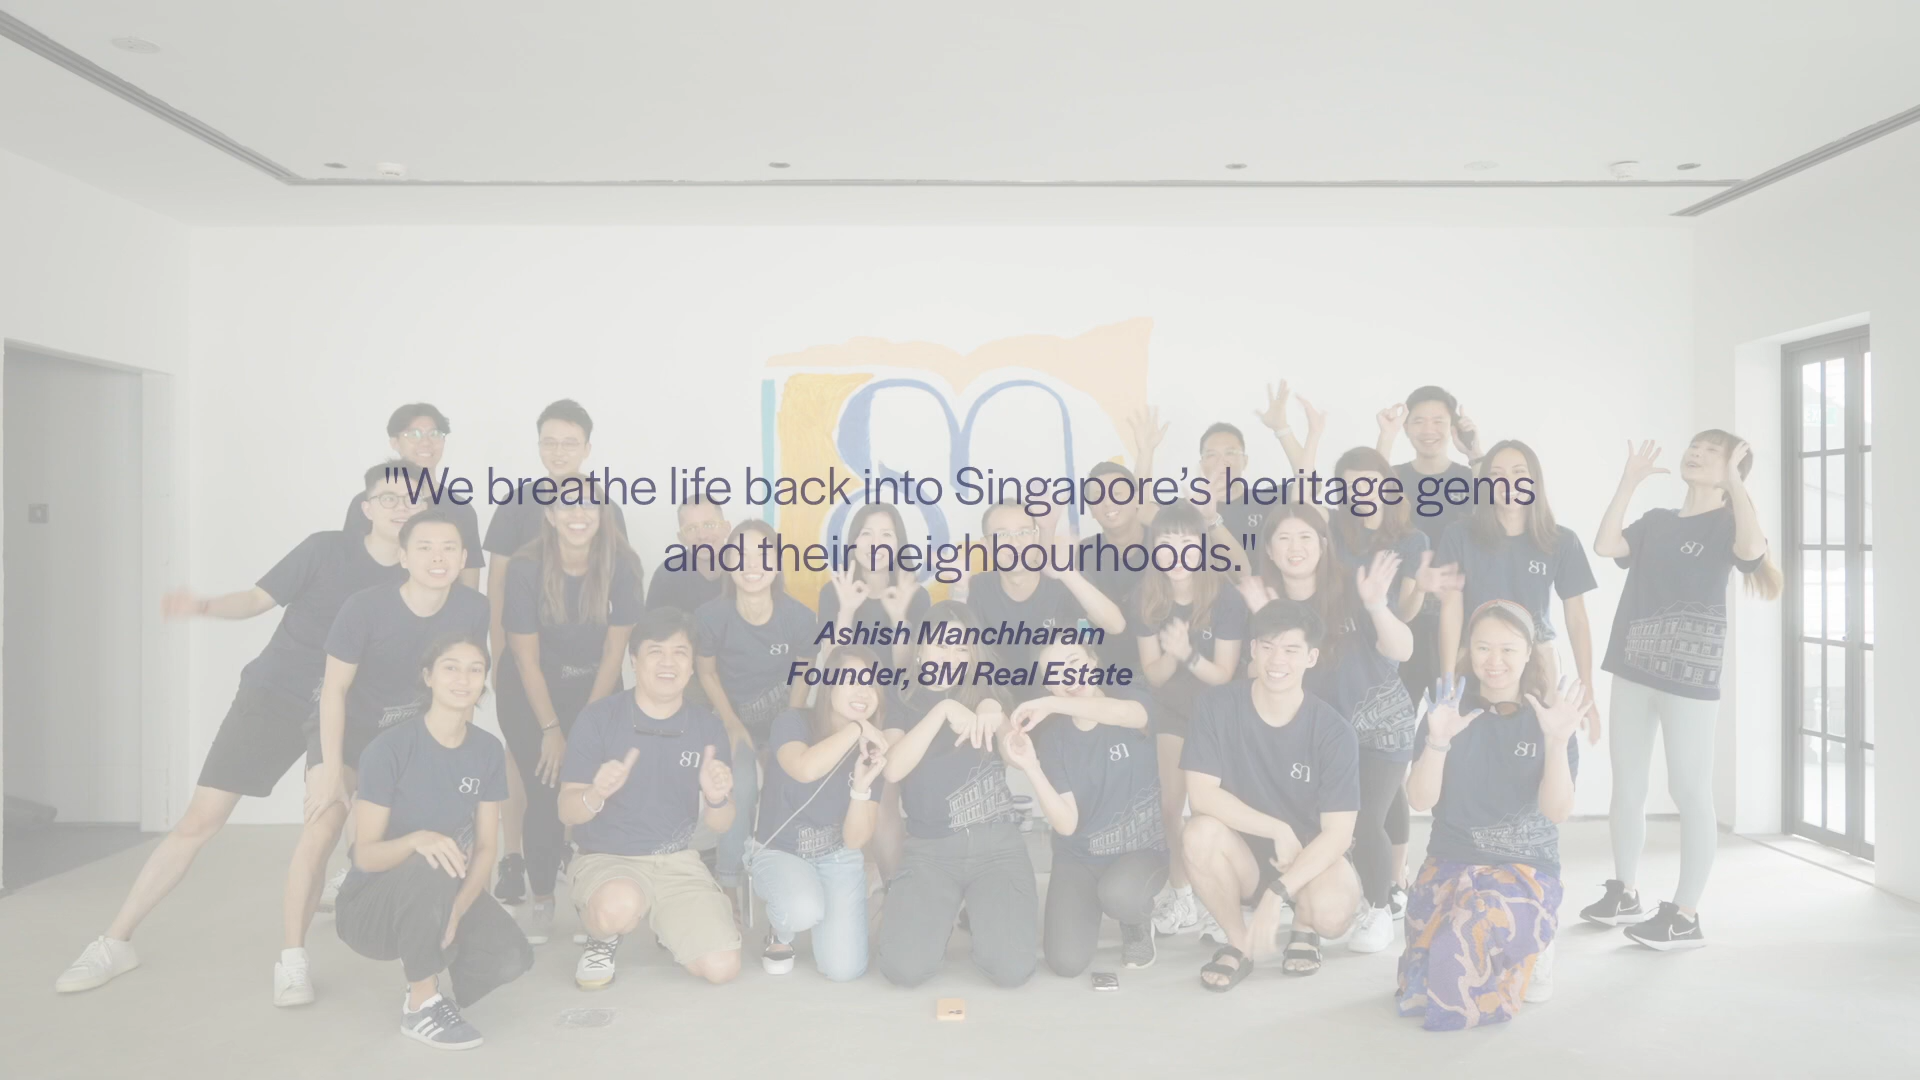 "We breathe life back into Singapore’s heritage gems
and their neighbourhoods."
Ashish Manchharam
Founder, 8M Real Estate